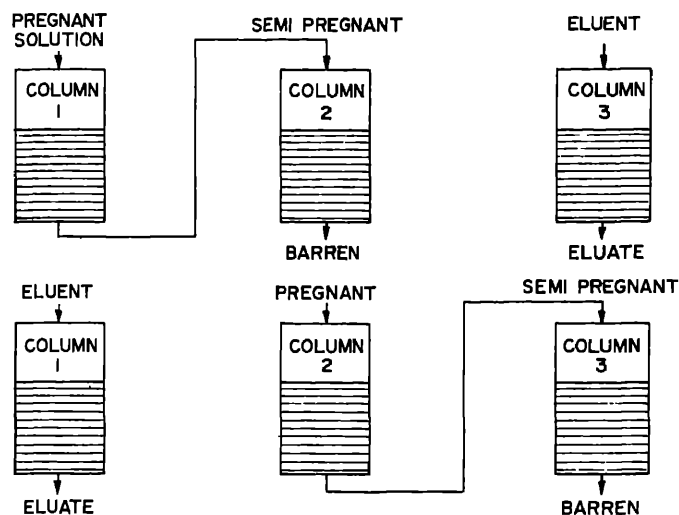 PREGNANT
SOLUTION
SEMI PREGNANT
ELUENT
COLUMN
1
COLUMN
2
COLUMN
3
BARREN
ELUATE
ELUENT
PREGNANT
SEMI PREGNANT
COLUMN
1
COLUMN
2
COLUMN
3
ELUATE
BARREN